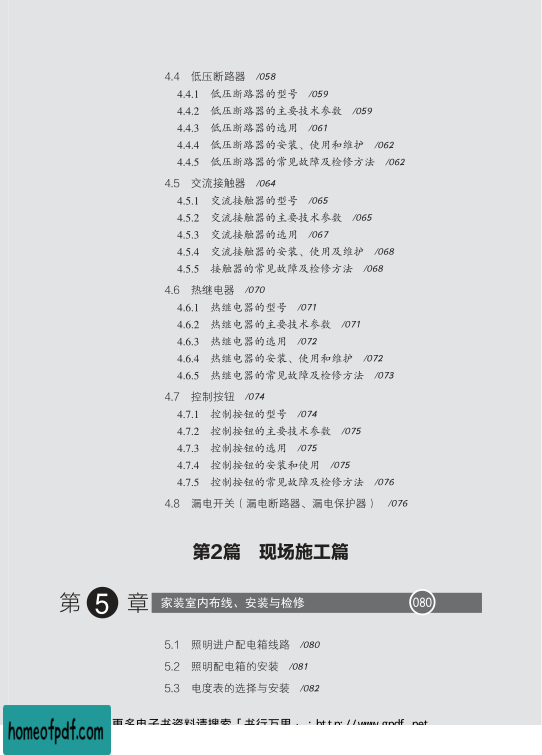 4.4 低压断路器 /058
4.4.1 低压断路器的型号 /059
4.4.2 低压断路器的主要技术参数 /059
4.4.3 低压断路器的选用 /061
4.4.4 低压断路器的安装、使用和维护 /062
4.4.5 低压断路器的常见故障及检修方法 /062
4.5 交流接触器 /064
4.5.1 交流接触器的型号 /065
4.5.2 交流接触器的主要技术参数 /065
4.5.3 交流接触器的选用 /067
4.5.4 交流接触器的安装、使用及维护 /068
4.5.5 接触器的常见故障及检修方法 /068
4.6 热继电器 /070
4.6.1 热继电器的型号 /071
4.6.2 热继电器的主要技术参数 /071
4.6.3 热继电器的选用 /072
4.6.4 热继电器的安装、使用和维护 /072
4.6.5 热继电器的常见故障及检修方法 /073
4.7 控制按钮 /074
4.7.1 控制按钮的型号 /074
4.7.2 控制按钮的主要技术参数 /075
4.7.3 控制按钮的选用 /075
4.7.4 控制按钮的安装和使用 /075
4.7.5 控制按钮的常见故障及检修方法 /076
4.8 漏电开关（漏电断路器、漏电保护器） /076
第2篇 现场施工篇
第5章 家装室内布线、安装与检修 080
5.1 照明进户配电箱线路 /080
5.2 照明配电箱的安装 /081
5.3 电度表的选择与安装 /082
更多电子书资料请搜索「书行万里」：http://www.gpdf.net
homeofpdf.com